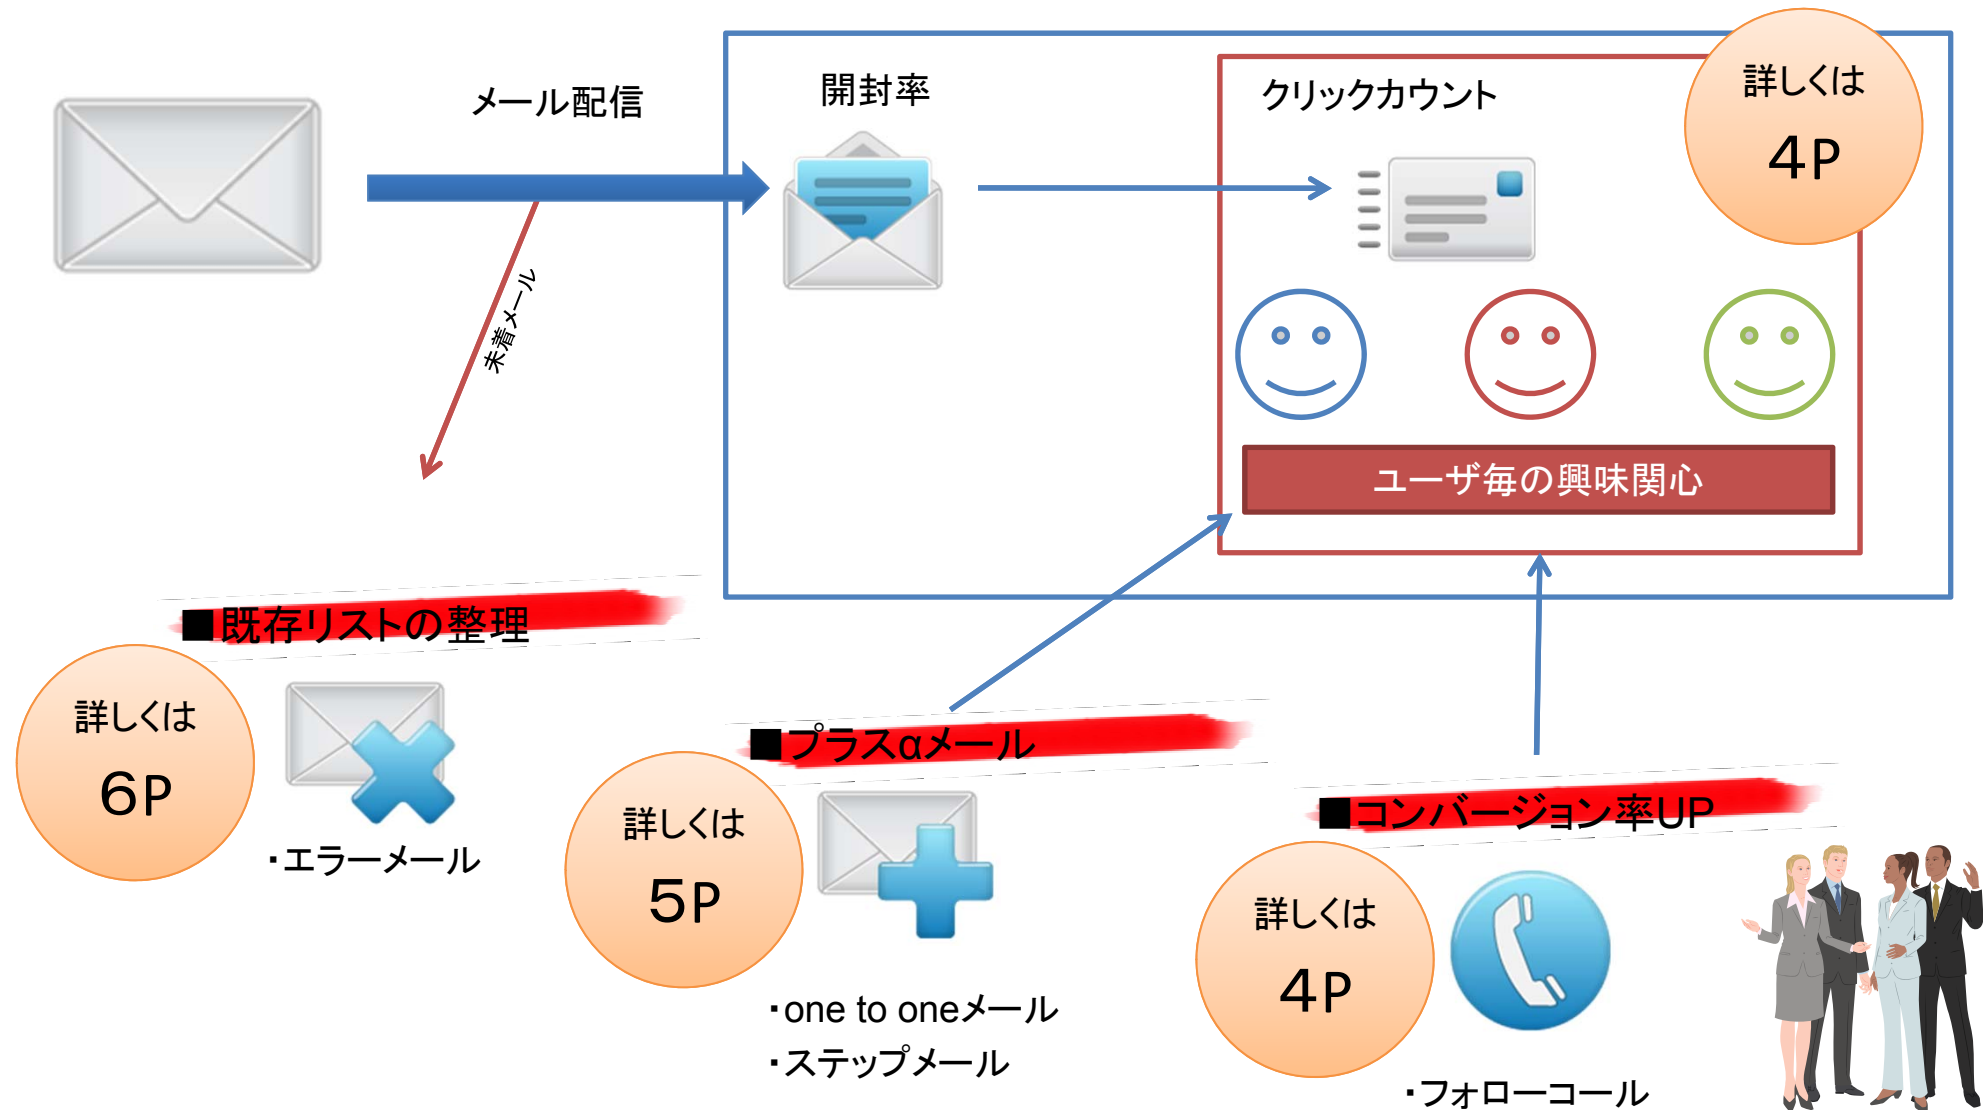 メール配信
開封率
クリックカウント
詳しくは
4P
未着メール
ユーザ毎の興味関心
■既存リストの整理
詳しくは
6P
・エラーメール
■プラスαメール
詳しくは
5P
・one to oneメール
・ステップメール
■コンバージョン率UP
詳しくは
4P
・フォローコール